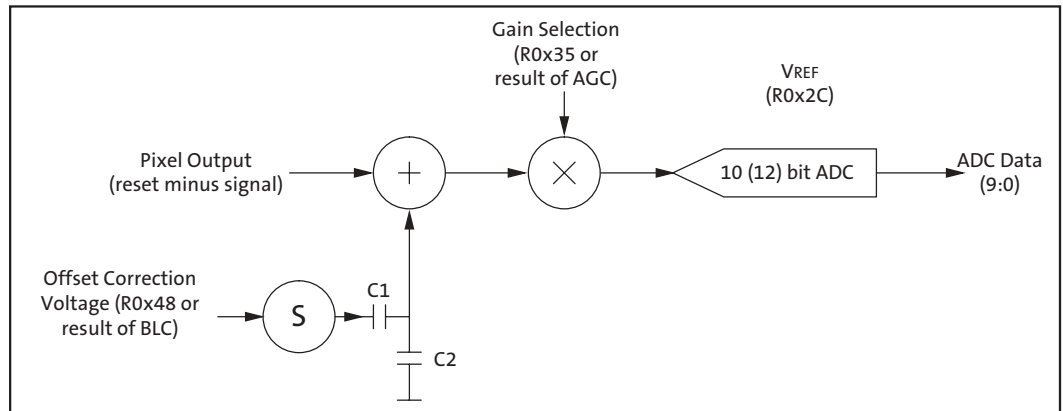 Gain Selection
(R0x35 or
result of AGC)
VREF
(R0x2C)
Pixel Output
(reset minus signal)
+
×
10 (12) bit ADC
ADC Data
(9:0)
Offset Correction
Voltage (R0x48 or
result of BLC)
S
C1
C2